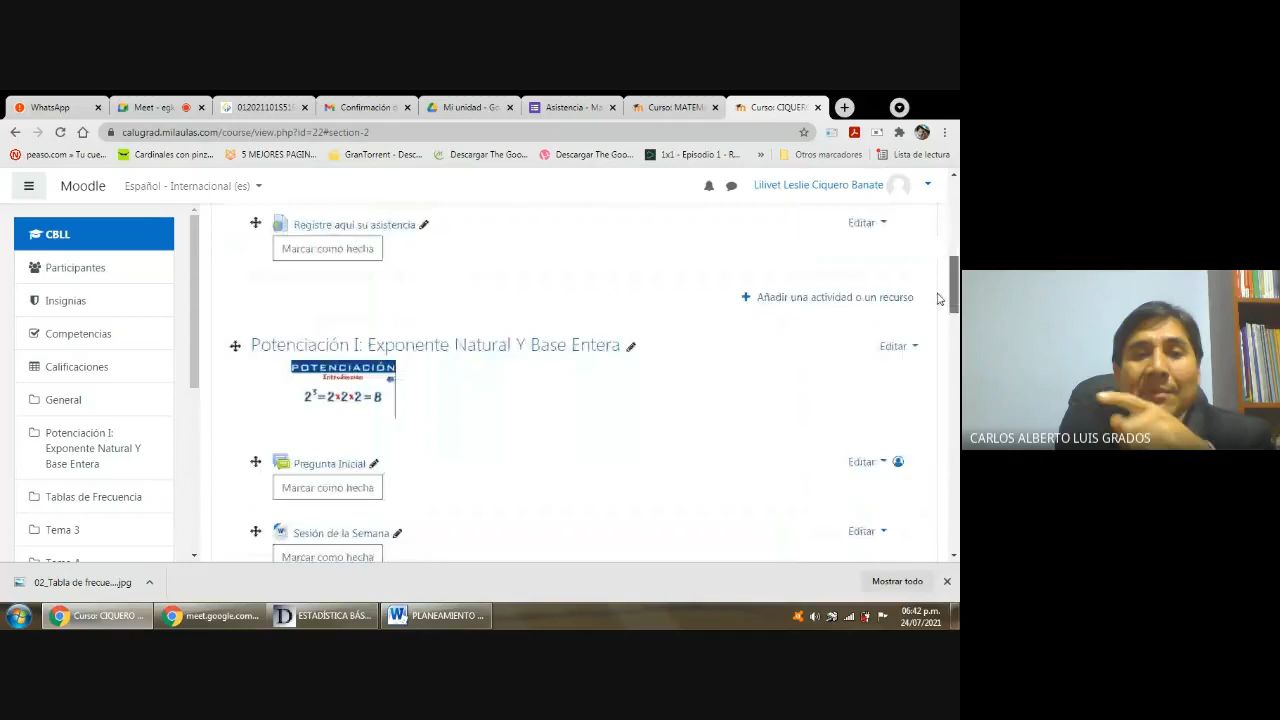 WhatsApp
Meet - egk
012021101S51
Confirmación d
Mi unidad - Go
Asistencia - Ma
Curso: MATEM
Curso: CIQUER
calugrad.milaulas.com/course/view.php?id=22#section-2
peaso.com » Tu cue...
Cardinales con pinz...
5 MEJORES PAGIN...
GranTorrent - Desc...
Descargar The Goo...
Descargar The Goo...
1x1 - Episodio 1 - R...
»
Otros marcadores
Lista de lectura
Moodle
Español - Internacional (es)
Lilivet Leslie Ciquero Banate
CBLL
Participantes
Insignias
Competencias
Calificaciones
General
Potenciación I:
Exponente Natural Y
Base Entera
Tablas de Frecuencia
Tema 3
Registre aqui su asistencia
Editar
Marcar como hecha
Añadir una actividad o un recurso
Potenciación I: Exponente Natural Y Base Entera
Editar
POTENCIACIÓN
2³=2x2x2=8
Pregunta Inicial
Editar
Marcar como hecha
Sesión de la Semana
Editar
Marcar como hecha
CARLOS ALBERTO LUIS GRADOS
02_Tabla de frecue....jpg
Mostrar todo
Curso: CIQUERO ...
meet.google.com...
ESTADÍSTICA BÁS...
PLANEAMIENTO ...
06:42 p.m.
24/07/2021